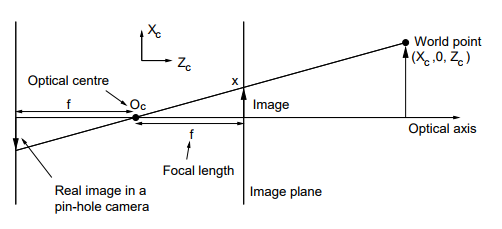 Xc
Zc
World point
(Xc,0, Zc)
Optical centre
f
Oc
x
Image
Optical axis
f
Focal length
Real image in a
pin-hole camera
Image plane